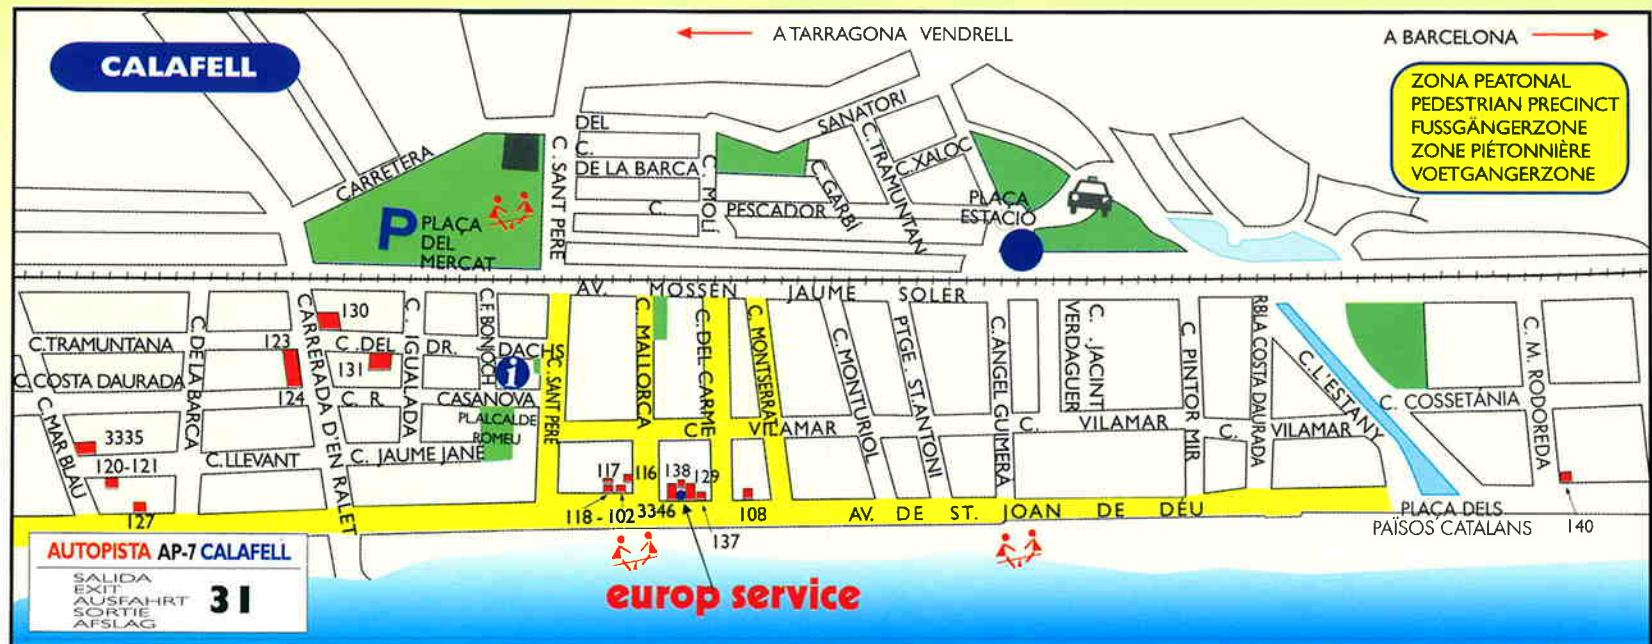 CALAFELL
A TARRAGONA VENDRELL
A BARCELONA
ZONA PEATONAL
PEDESTRIAN PRECINCT
FUSSGÄNGERZONE
ZONE PIÉTONNIÈRE
VOETGANGERZONE
CARRETERA
DEL
SANATORI
C. SANT PERE
C.
DE LA BARCA
C. MOLÍ
C.
PESCADOR
C. GARBÍ
C. TRAMUNTAN
C. XALOC
PLAÇA
ESTACIÓ
P
PLAÇA
DEL
MERCAT
AV. MOSSÈN JAUME SOLER
C. TRAMUNTANA
C. COSTA DAURADA
C. MARBLAU
C. DE LA BARCA
C. LLEVANT
CARRERADA D'EN RALET
C. DEL DR. DACHS
C. IGUALADA
C.F. BONOCH
i
C. R. CASANOVA
PL ALCALDE
ROMEU
C. JAUME JANÉ
C. SANT PERE
C. MALLORCA
C. DEL CARME
C. MONTSERRAT
C. VILAMAR
C. MONTURIOL
PTGE. ST. ANTONI
C. ANGEL GUIMERA
C. JACINT
VERDAGUER
C. VILAMAR
C. PINTOR MIR
C. VILAMAR
RBLA COSTA DAURADA
C. L'ESTANY
C. COSSETÁNIA
C. M. RODOREDA
PLAÇA DELS
PAÏSOS CATALANS
AV. DE ST. JOAN DE DÉU
130
123
131
124
3335
120-121
127
117
116
138
129
118 - 102
3346
108
137
140
europ service
AUTOPISTA AP-7 CALAFELL
SALIDA
EXIT
AUSFAHRT
SORTIE
AFSLAG
31